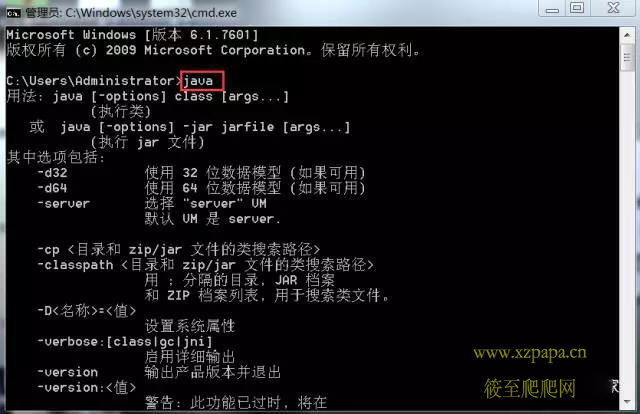 管理员: C:\Windows\system32\cmd.exe
Microsoft Windows [版本 6.1.7601]
版权所有 (c) 2009 Microsoft Corporation。保留所有权利。
C:\Users\Administrator>java
用法: java [-options] class [args...]
(执行类)
或 java [-options] -jar jarfile [args...]
(执行 jar 文件)
其中选项包括:
-d32 使用 32 位数据模型 (如果可用)
-d64 使用 64 位数据模型 (如果可用)
-server 选择 "server" VM
默认 VM 是 server.
-cp <目录和 zip/jar 文件的类搜索路径>
-classpath <目录和 zip/jar 文件的类搜索路径>
用 ; 分隔的目录, JAR 档案
和 ZIP 档案列表, 用于搜索类文件。
-D<名称>=<值>
设置系统属性
-verbose:[class|gc|jni]
启用详细输出
-version 输出产品版本并退出
-version:<值>
警告: 此功能已过时, 将在
www.xzpapa.cn
筱至爬爬网